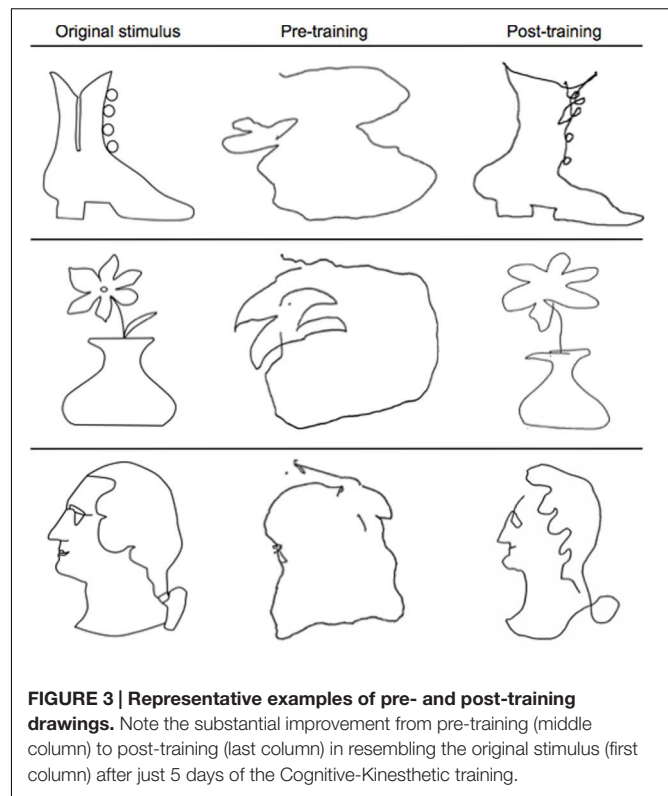 Original stimulus Pre-training Post-training
FIGURE 3 | Representative examples of pre- and post-training
drawings. Note the substantial improvement from pre-training (middle
column) to post-training (last column) in resembling the original stimulus (first
column) after just 5 days of the Cognitive-Kinesthetic training.